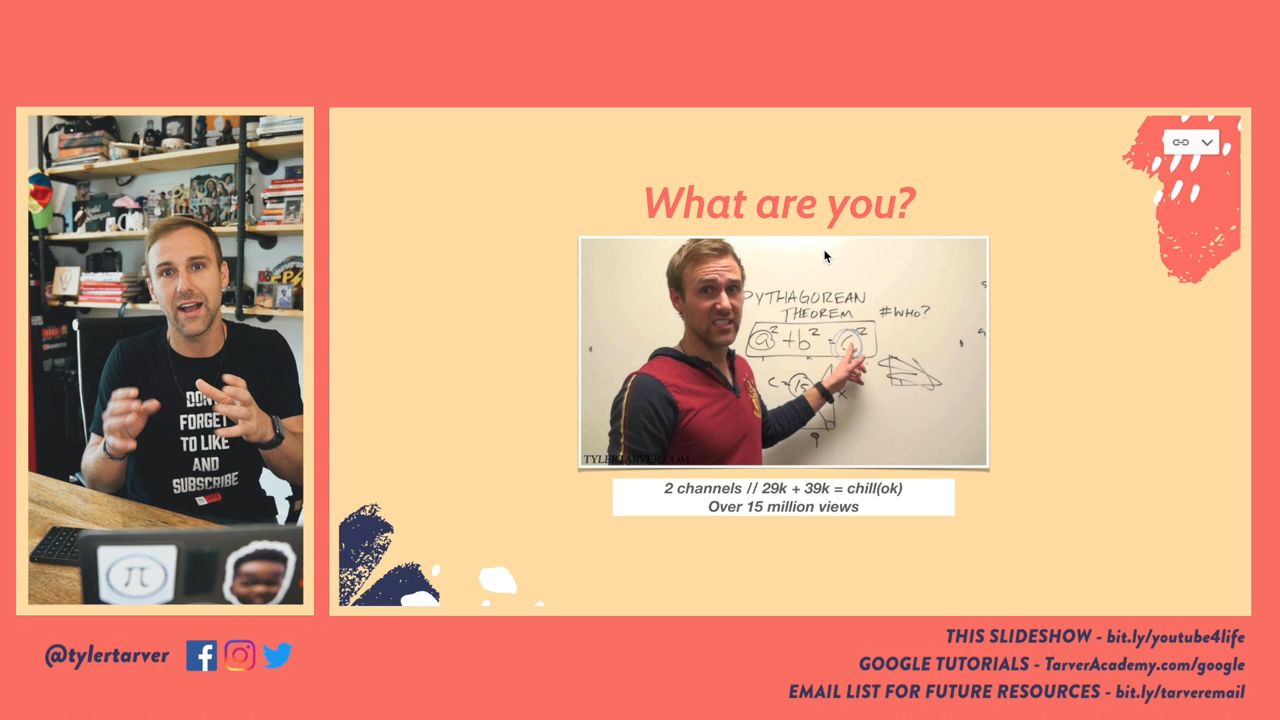 What are you?
PYTHAGOREAN
THEOREM
#WHO?
a² + b² =
TYLERTARVER.COM
2 channels // 29k + 39k = chill(ok)
Over 15 million views
DON'T
FORGET
TO LIKE
AND
SUBSCRIBE
π
@tylertarver
THIS SLIDESHOW - bit.ly/youtube4life
GOOGLE TUTORIALS - TarverAcademy.com/google
EMAIL LIST FOR FUTURE RESOURCES - bit.ly/tarveremail